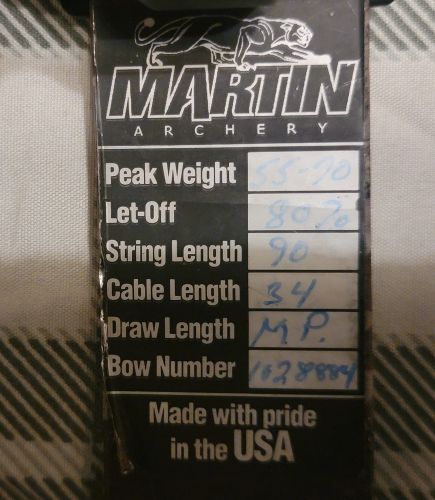 MARTIN
ARCHERY
Peak Weight 55-70
Let-Off 80%
String Length 90
Cable Length 34
Draw Length M.P.
Bow Number 1028884
Made with pride
in the USA